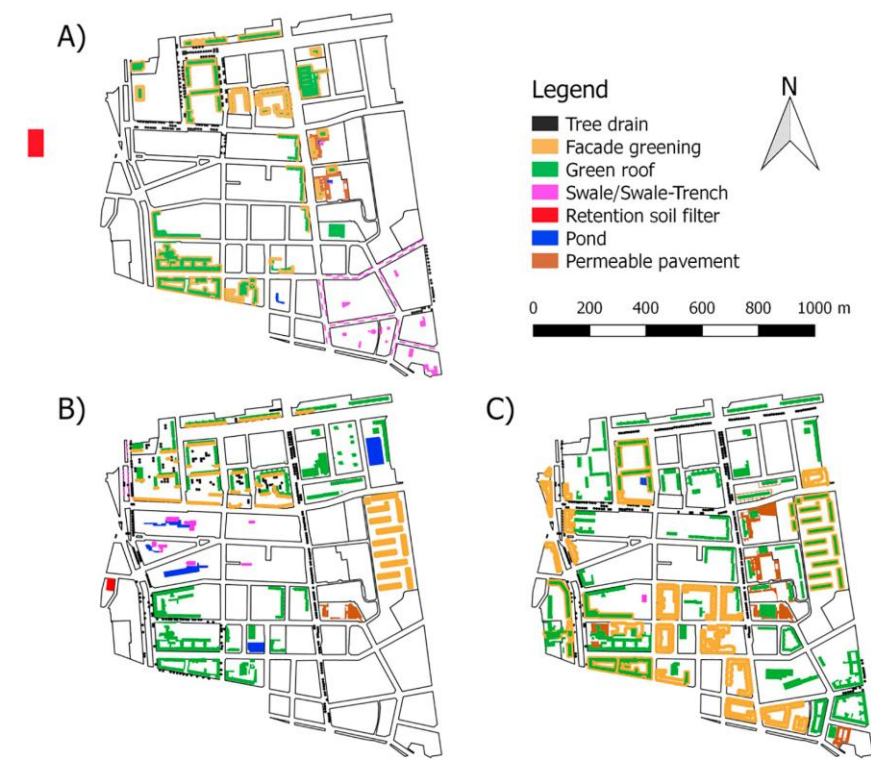 A)
Legend
Tree drain
Facade greening
Green roof
Swale/Swale-Trench
Retention soil filter
Pond
Permeable pavement
N
0 200 400 600 800 1000 m
B)
C)